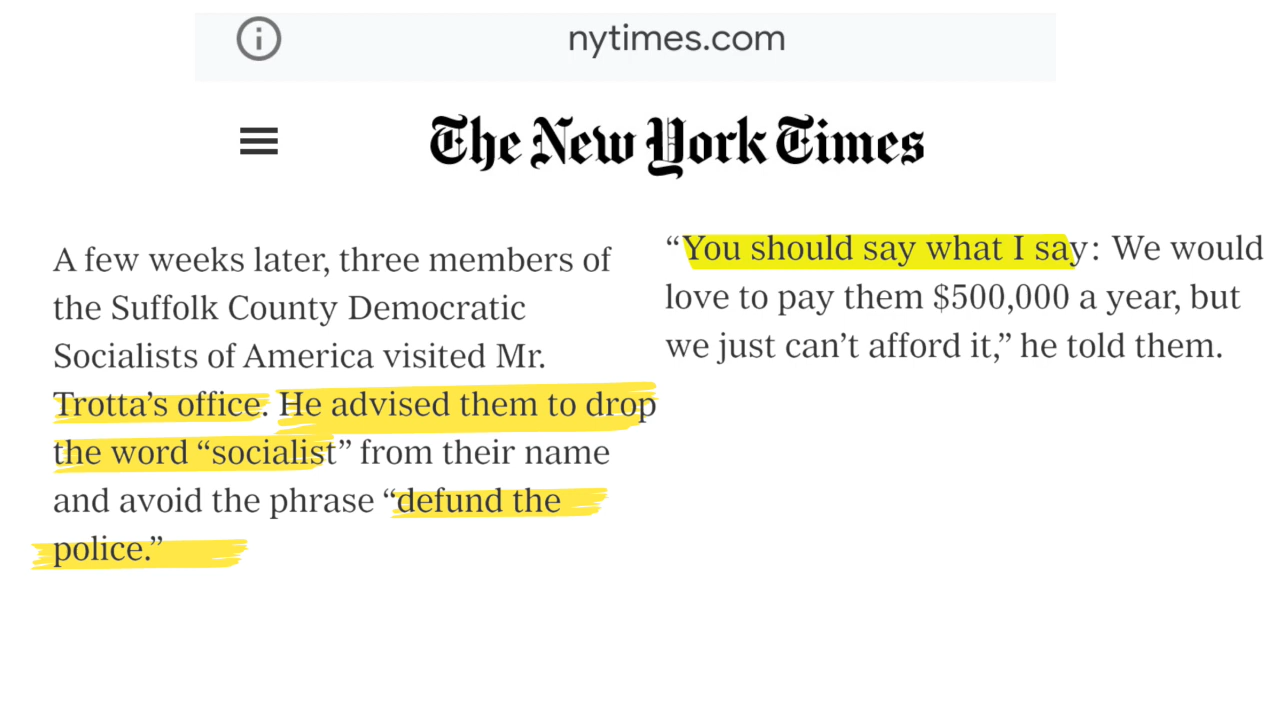 nytimes.com
The New York Times
A few weeks later, three members of
the Suffolk County Democratic
Socialists of America visited Mr.
Trotta’s office. He advised them to drop
the word “socialist” from their name
and avoid the phrase “defund the
police.”
“You should say what I say: We would
love to pay them $500,000 a year, but
we just can’t afford it,” he told them.